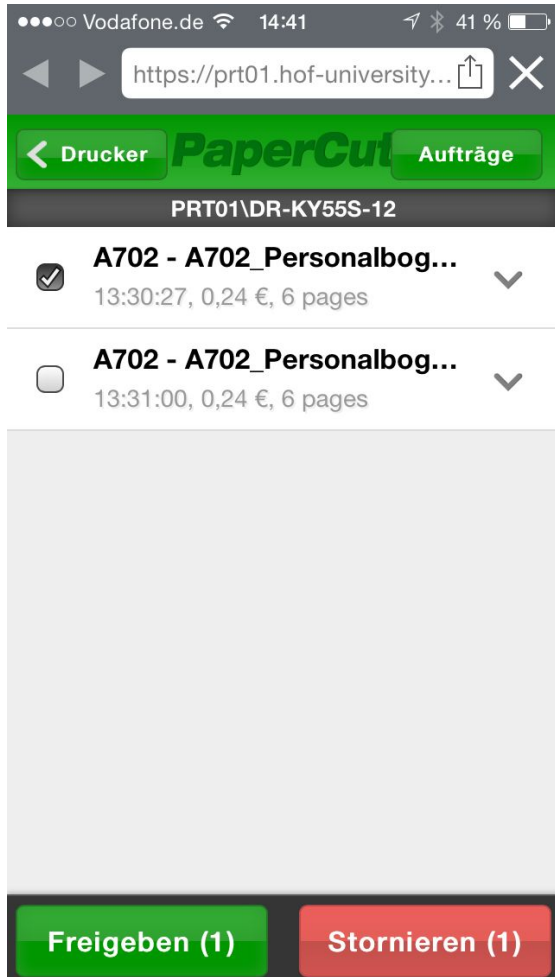 Vodafone.de 14:41 41 %
https://prt01.hof-university...
Drucker PaperCut Aufträge
PRT01\DR-KY55S-12
A702 - A702_Personalbog...
13:30:27, 0,24 €, 6 pages
A702 - A702_Personalbog...
13:31:00, 0,24 €, 6 pages
Freigeben (1) Stornieren (1)